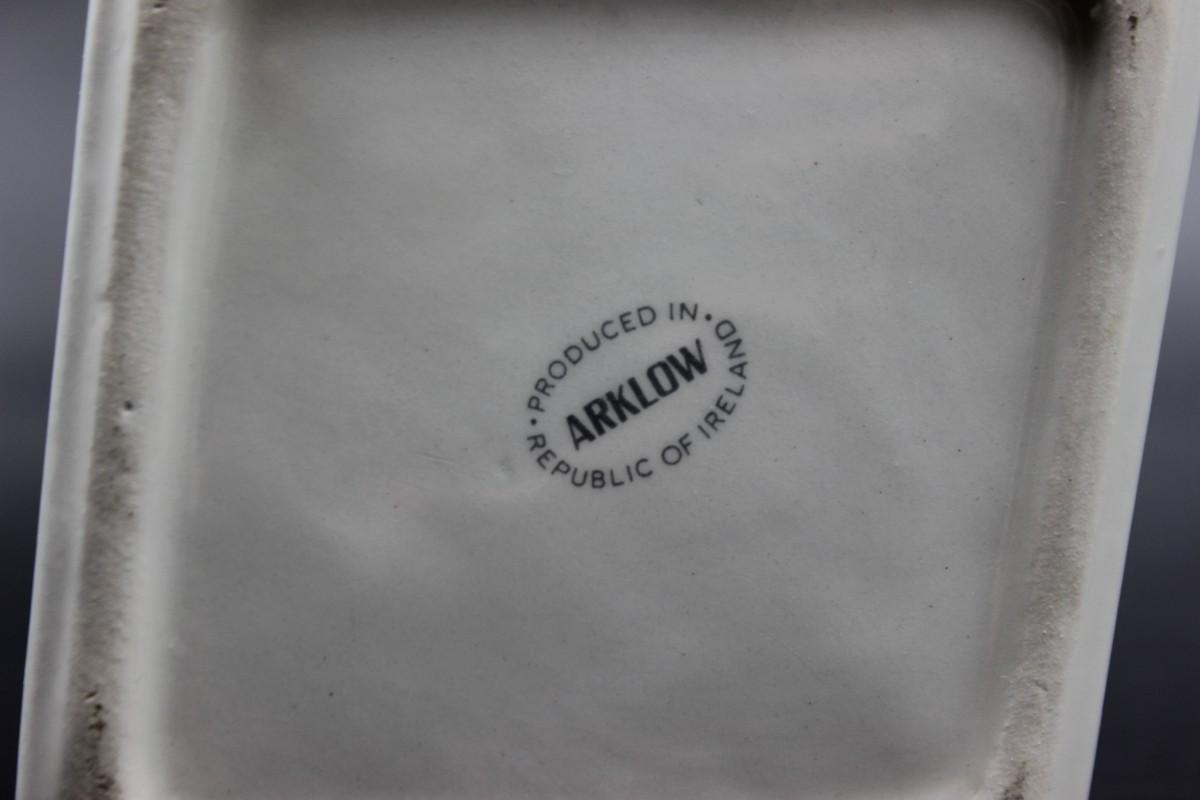 · PRODUCED IN ·
ARKLOW
REPUBLIC OF IRELAND